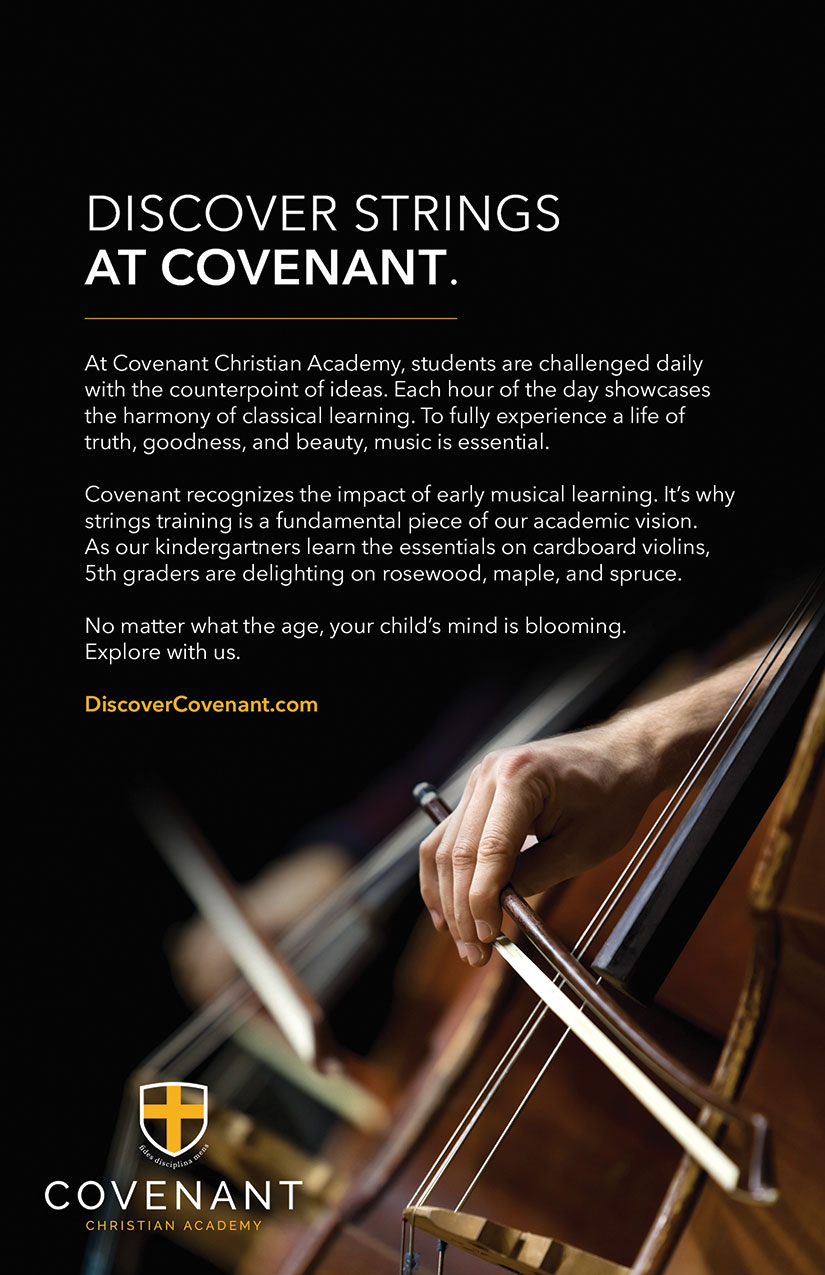 DISCOVER STRINGS
AT COVENANT.
At Covenant Christian Academy, students are challenged daily
with the counterpoint of ideas. Each hour of the day showcases
the harmony of classical learning. To fully experience a life of
truth, goodness, and beauty, music is essential.
Covenant recognizes the impact of early musical learning. It’s why
strings training is a fundamental piece of our academic vision.
As our kindergartners learn the essentials on cardboard violins,
5th graders are delighting on rosewood, maple, and spruce.
No matter what the age, your child’s mind is blooming.
Explore with us.
DiscoverCovenant.com
fides disciplina mens
COVENANT
CHRISTIAN ACADEMY